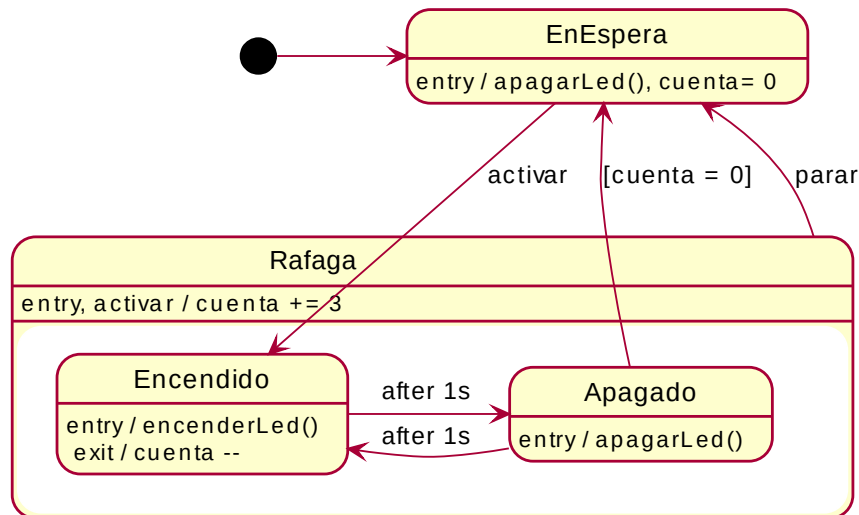 EnEspera
entry / apagarLed(), cuenta= 0
activar
[cuenta = 0]
parar
Rafaga
entry, activar / cuenta += 3
Encendido
entry / encenderLed()
exit / cuenta --
after 1s
after 1s
Apagado
entry / apagarLed()